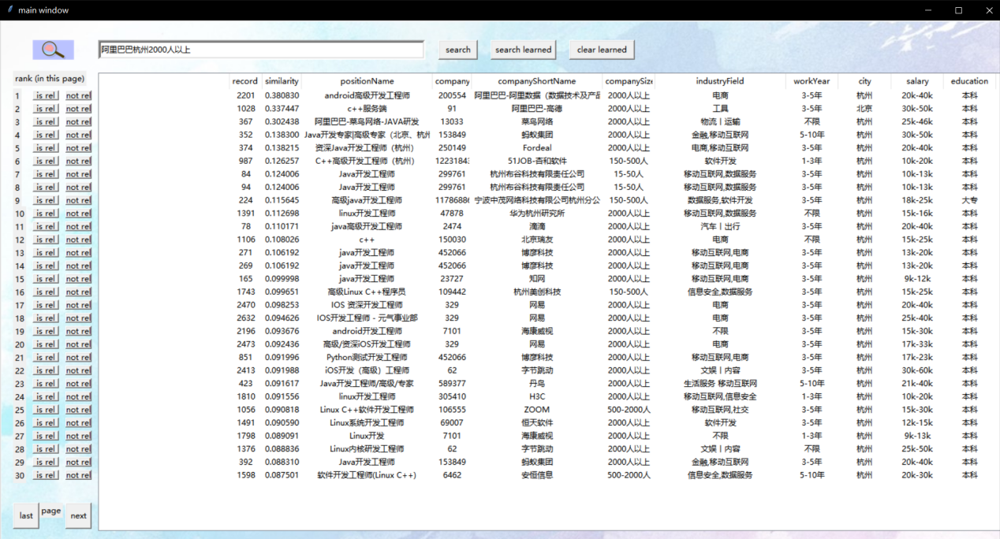 main window
阿里巴巴杭州2000人以上 search search learned clear learned
rank (in this page) record similarity positionName company companyShortName companySize industryField workYear city salary education
1 is rel not rel 2201 0.380830 android高级开发工程师 200554 阿里巴巴-阿里数据（数据技术及产品 2000人以上 电商 3-5年 杭州 20k-40k 本科
2 is rel not rel 1028 0.337447 c++服务端 91 阿里巴巴-高德 2000人以上 工具 3-5年 北京 30k-50k 本科
3 is rel not rel 367 0.302438 阿里巴巴-菜鸟网络-JAVA研发 13033 菜鸟网络 2000人以上 物流丨运输 不限 杭州 25k-46k 本科
4 is rel not rel 352 0.138300 Java开发专家|高级专家（北京、杭州 153849 蚂蚁集团 2000人以上 金融,移动互联网 5-10年 杭州 30k-50k 本科
5 is rel not rel 374 0.138215 资深Java开发工程师（杭州） 250149 Fordeal 2000人以上 电商,移动互联网 3-5年 杭州 20k-40k 本科
6 is rel not rel 987 0.126257 C++高级开发工程师（杭州） 12231843 51JOB-杏和软件 150-500人 软件开发 1-3年 杭州 10k-20k 本科
7 is rel not rel 84 0.124006 Java开发工程师 299761 杭州布谷科技有限责任公司 15-50人 移动互联网,数据服务 3-5年 杭州 10k-13k 本科
8 is rel not rel 94 0.124006 Java开发工程师 299761 杭州布谷科技有限责任公司 15-50人 移动互联网,数据服务 3-5年 杭州 10k-13k 本科
9 is rel not rel 224 0.115645 高级java开发工程师 11786886 宁波中茂网络科技有限公司杭州分公 150-500人 数据服务,软件开发 3-5年 杭州 18k-25k 大专
10 is rel not rel 1391 0.112698 linux开发工程师 47878 华为杭州研究所 2000人以上 移动互联网,数据服务 不限 杭州 15k-16k 本科
11 is rel not rel 78 0.110171 java高级开发工程师 2474 滴滴 2000人以上 汽车丨出行 3-5年 杭州 20k-40k 本科
12 is rel not rel 1106 0.108026 c++ 150030 北京瑞友 2000人以上 电商 不限 杭州 15k-25k 本科
13 is rel not rel 271 0.106192 java开发工程师 452066 博彦科技 2000人以上 移动互联网,电商 3-5年 杭州 13k-20k 本科
14 is rel not rel 269 0.106192 java开发工程师 452066 博彦科技 2000人以上 移动互联网,电商 3-5年 杭州 13k-20k 本科
15 is rel not rel 165 0.099998 java开发工程师 23727 知网 2000人以上 移动互联网,电商 3-5年 杭州 9k-12k 本科
16 is rel not rel 1743 0.099651 高级Linux C++程序员 109442 杭州美创科技 150-500人 信息安全,数据服务 3-5年 杭州 15k-25k 本科
17 is rel not rel 2470 0.098253 IOS 资深开发工程师 329 网易 2000人以上 电商 3-5年 杭州 20k-40k 本科
18 is rel not rel 2632 0.094626 IOS开发工程师 - 元气事业部 329 网易 2000人以上 电商 3-5年 杭州 25k-40k 本科
19 is rel not rel 2196 0.093676 android开发工程师 7101 海康威视 2000人以上 不限 3-5年 杭州 15k-30k 本科
20 is rel not rel 2473 0.092436 高级/资深iOS开发工程师 329 网易 2000人以上 电商 3-5年 杭州 17k-33k 本科
21 is rel not rel 851 0.091996 Python测试开发工程师 452066 博彦科技 2000人以上 移动互联网,电商 3-5年 杭州 17k-23k 本科
22 is rel not rel 2413 0.091988 iOS开发（高级）工程师 62 字节跳动 2000人以上 文娱丨内容 3-5年 杭州 30k-60k 本科
23 is rel not rel 423 0.091617 Java开发工程师/高级/专家 589377 丹鸟 2000人以上 生活服务 移动互联网 5-10年 杭州 21k-40k 本科
24 is rel not rel 1810 0.091556 linux开发工程师 305410 H3C 2000人以上 移动互联网,信息安全 1-3年 杭州 10k-20k 本科
25 is rel not rel 1056 0.090818 Linux C++软件开发工程师 106555 ZOOM 500-2000人 移动互联网,社交 3-5年 杭州 15k-30k 本科
26 is rel not rel 1491 0.090590 Linux系统开发工程师 69007 恒天软件 2000人以上 软件开发 3-5年 杭州 12k-15k 本科
27 is rel not rel 1798 0.089091 Linux开发 7101 海康威视 2000人以上 不限 1-3年 杭州 9k-13k 本科
28 is rel not rel 1376 0.088836 Linux内核研发工程师 62 字节跳动 2000人以上 文娱丨内容 不限 杭州 25k-50k 本科
29 is rel not rel 392 0.088310 Java开发工程师 153849 蚂蚁集团 2000人以上 金融,移动互联网 3-5年 杭州 20k-40k 本科
30 is rel not rel 1598 0.087501 软件开发工程师(Linux C++) 6462 安恒信息 500-2000人 信息安全,数据服务 5-10年 杭州 20k-30k 本科
last page next